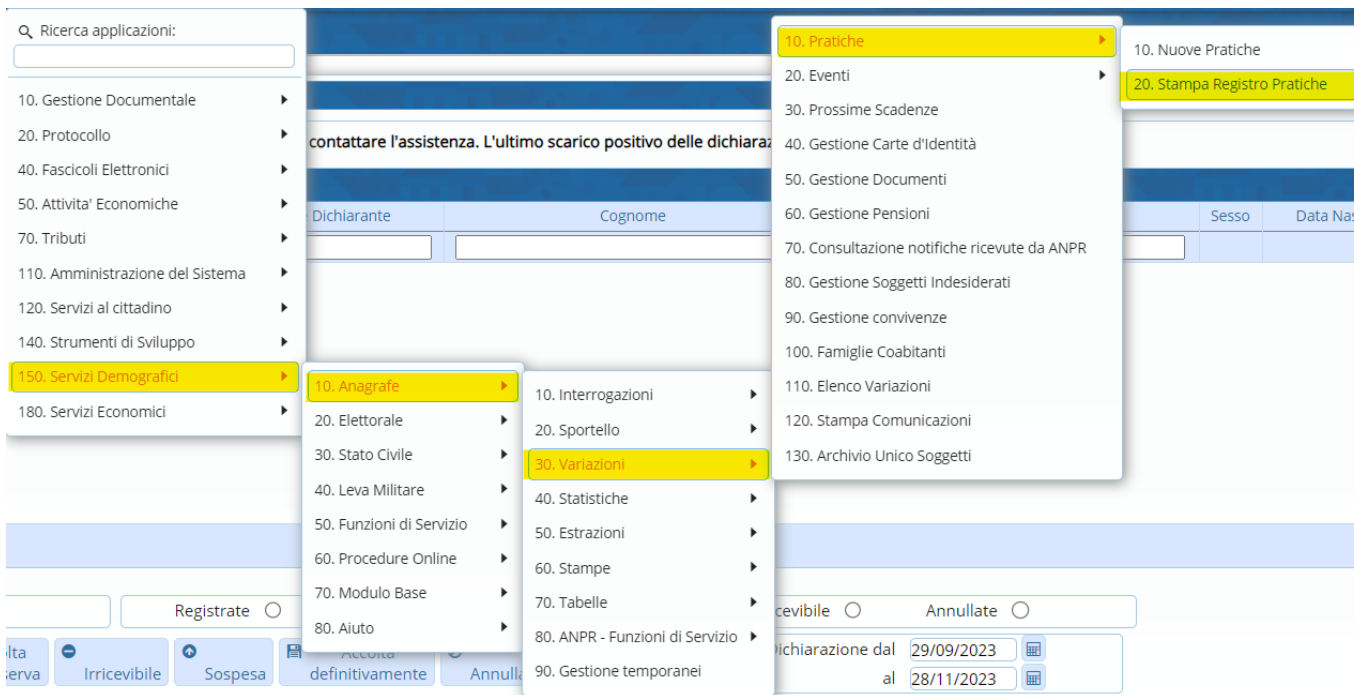 Ricerca applicazioni:
10. Gestione Documentale
20. Protocollo
40. Fascicoli Elettronici
50. Attivita' Economiche
70. Tributi
110. Amministrazione del Sistema
120. Servizi al cittadino
140. Strumenti di Sviluppo
150. Servizi Demografici
180. Servizi Economici
10. Anagrafe
20. Elettorale
30. Stato Civile
40. Leva Militare
50. Funzioni di Servizio
60. Procedure Online
70. Modulo Base
80. Aiuto
10. Interrogazioni
20. Sportello
30. Variazioni
40. Statistiche
50. Estrazioni
60. Stampe
70. Tabelle
80. ANPR - Funzioni di Servizio
90. Gestione temporanei
10. Pratiche
20. Eventi
30. Prossime Scadenze
40. Gestione Carte d'Identità
50. Gestione Documenti
60. Gestione Pensioni
70. Consultazione notifiche ricevute da ANPR
80. Gestione Soggetti Indesiderati
90. Gestione convivenze
100. Famiglie Coabitanti
110. Elenco Variazioni
120. Stampa Comunicazioni
130. Archivio Unico Soggetti
10. Nuove Pratiche
20. Stampa Registro Pratiche
contattare l'assistenza. L'ultimo scarico positivo delle dichiaraz
Dichiarante Cognome Sesso Data Nas
Registrate cevibile Annullate
olta serva Irricevibile Sospesa Accolta definitivamente Annulla
Dichiarazione dal 29/09/2023
al 28/11/2023